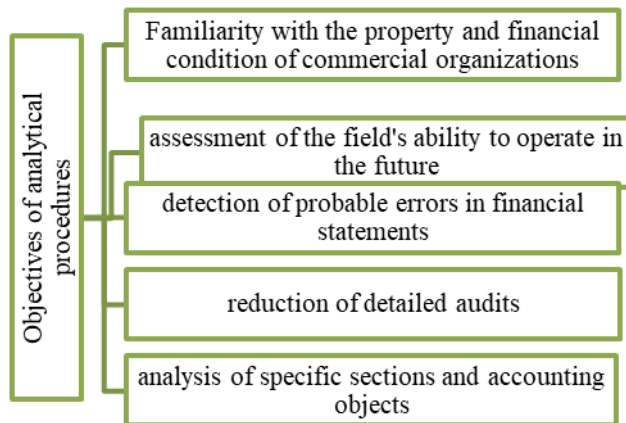 Objectives of analytical
procedures
Familiarity with the property and financial
condition of commercial organizations
assessment of the field's ability to operate in
the future
detection of probable errors in financial
statements
reduction of detailed audits
analysis of specific sections and accounting
objects